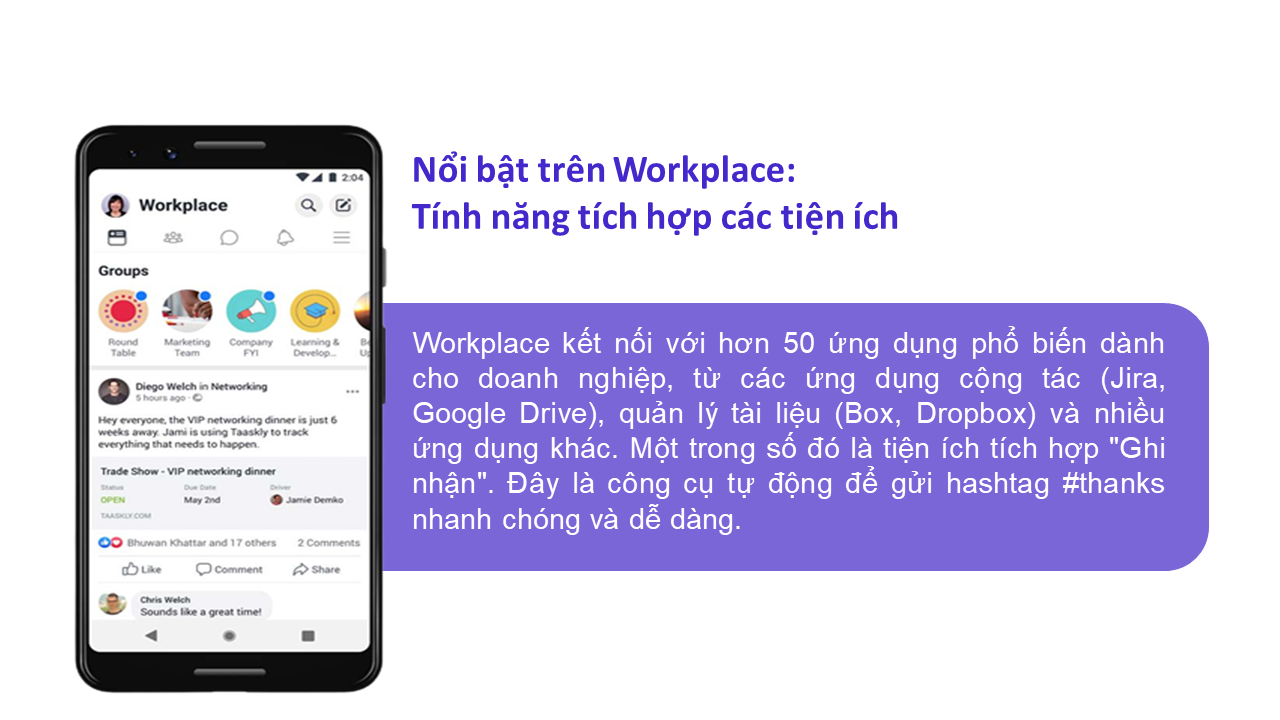 Nổi bật trên Workplace:
Tính năng tích hợp các tiện ích
Workplace kết nối với hơn 50 ứng dụng phổ biến dành
cho doanh nghiệp, từ các ứng dụng cộng tác (Jira,
Google Drive), quản lý tài liệu (Box, Dropbox) và nhiều
ứng dụng khác. Một trong số đó là tiện ích tích hợp "Ghi
nhận". Đây là công cụ tự động để gửi hashtag #thanks
nhanh chóng và dễ dàng.
2:04
Workplace
Groups
Round
Table
Marketing
Team
Company
FYI
Learning &
Develop...
Diego Welch in Networking
5 hours ago
Hey everyone, the VIP networking dinner is just 6
weeks away. Jami is using Taaskly to track
everything that needs to happen.
Trade Show - VIP networking dinner
Status Due Date Driver
OPEN May 2nd Jamie Demko
TAASKLY.COM
Bhuwan Khattar and 17 others 2 Comments
Like Comment Share
Chris Welch
Sounds like a great time!